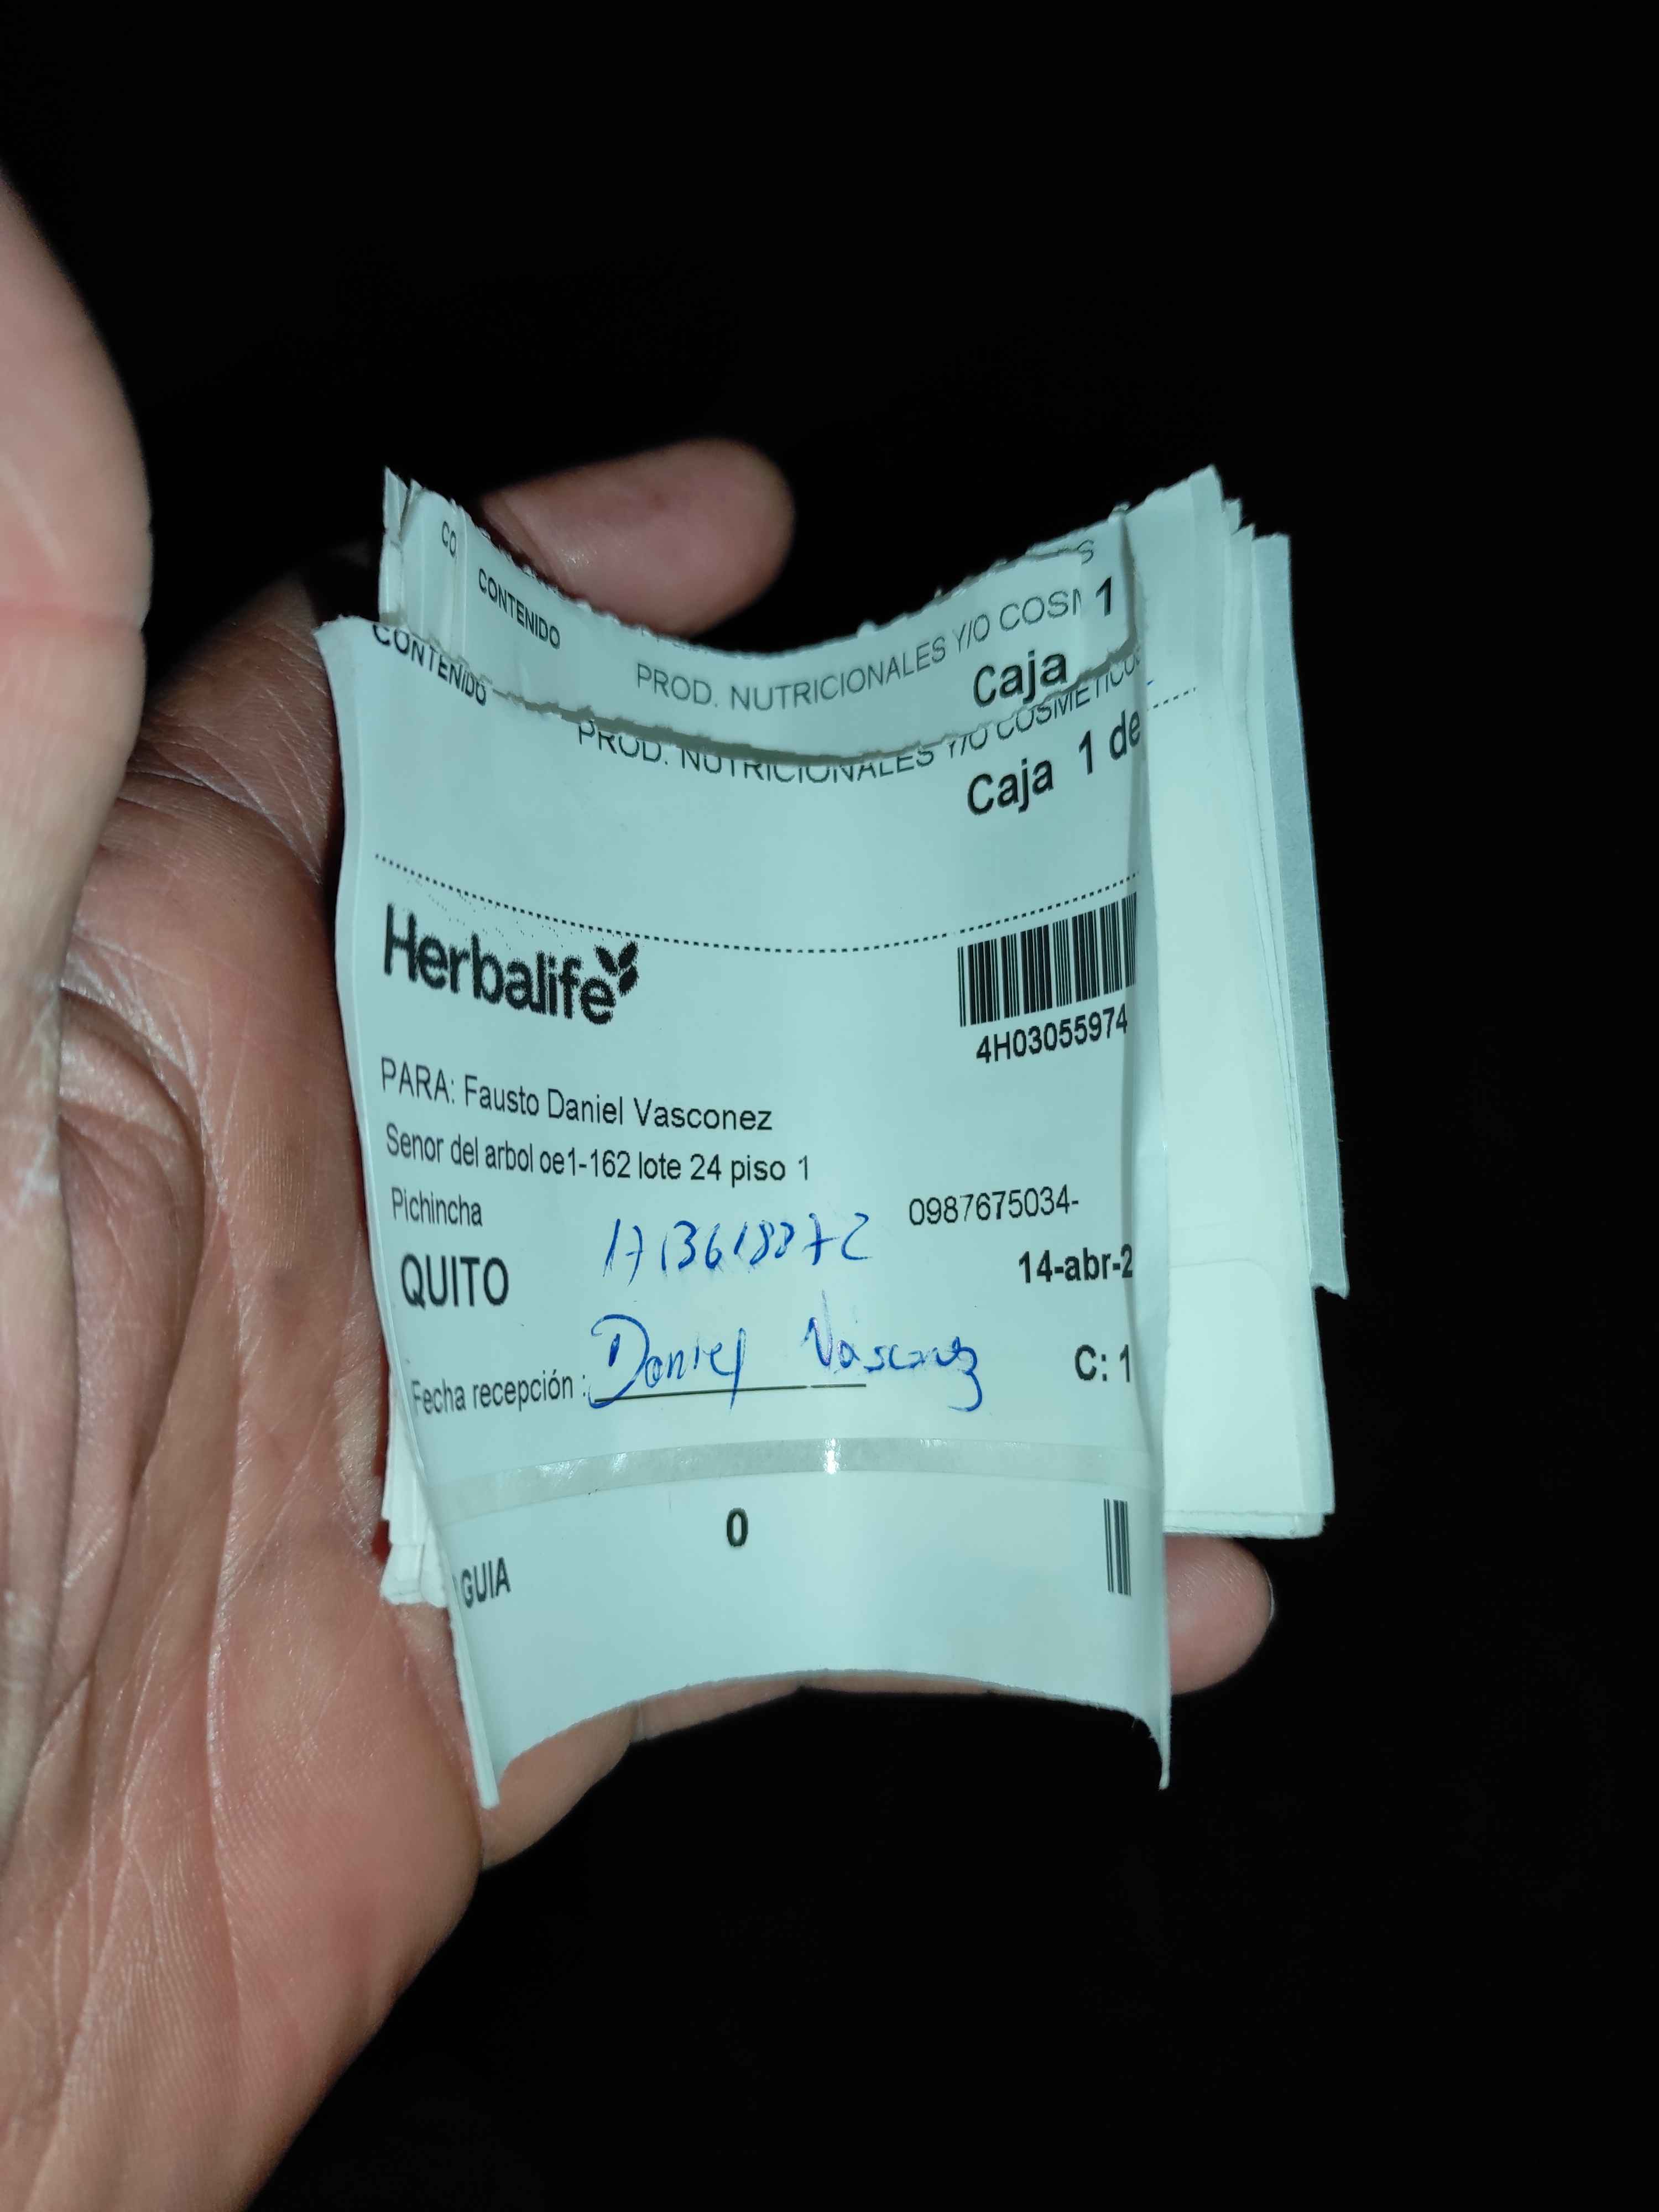 CO
CONTENIDO
PROD. NUTRICIONALES Y/O COSM
Caja 1
CONTENIDO
PROD. NUTRICIONALES Y/O COSMETICOS
Caja 1 de
Herbalife
4H03055974
PARA: Fausto Daniel Vasconez
Senor del arbol oe1-162 lote 24 piso 1
Pichincha 0987675034-
1713618872
QUITO 14-abr-2
Fecha recepción : Daniel Vasconez C: 1
0
GUIA